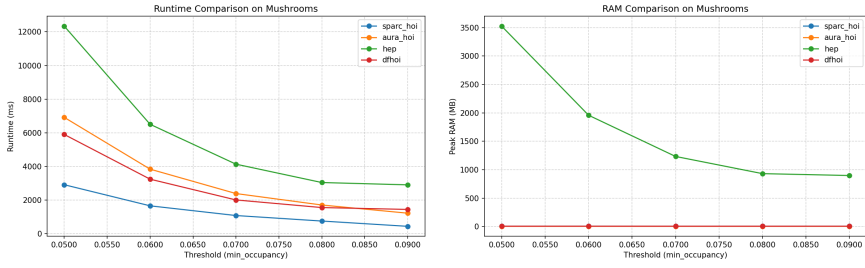 Runtime Comparison on Mushrooms
sparc_hoi
aura_hoi
hep
dfhoi
12000
10000
8000
6000
4000
2000
0
Runtime (ms)
0.0500 0.0550 0.0600 0.0650 0.0700 0.0750 0.0800 0.0850 0.0900
Threshold (min_occupancy)
RAM Comparison on Mushrooms
sparc_hoi
aura_hoi
hep
dfhoi
3500
3000
2500
2000
1500
1000
500
0
Peak RAM (MB)
0.0500 0.0550 0.0600 0.0650 0.0700 0.0750 0.0800 0.0850 0.0900
Threshold (min_occupancy)